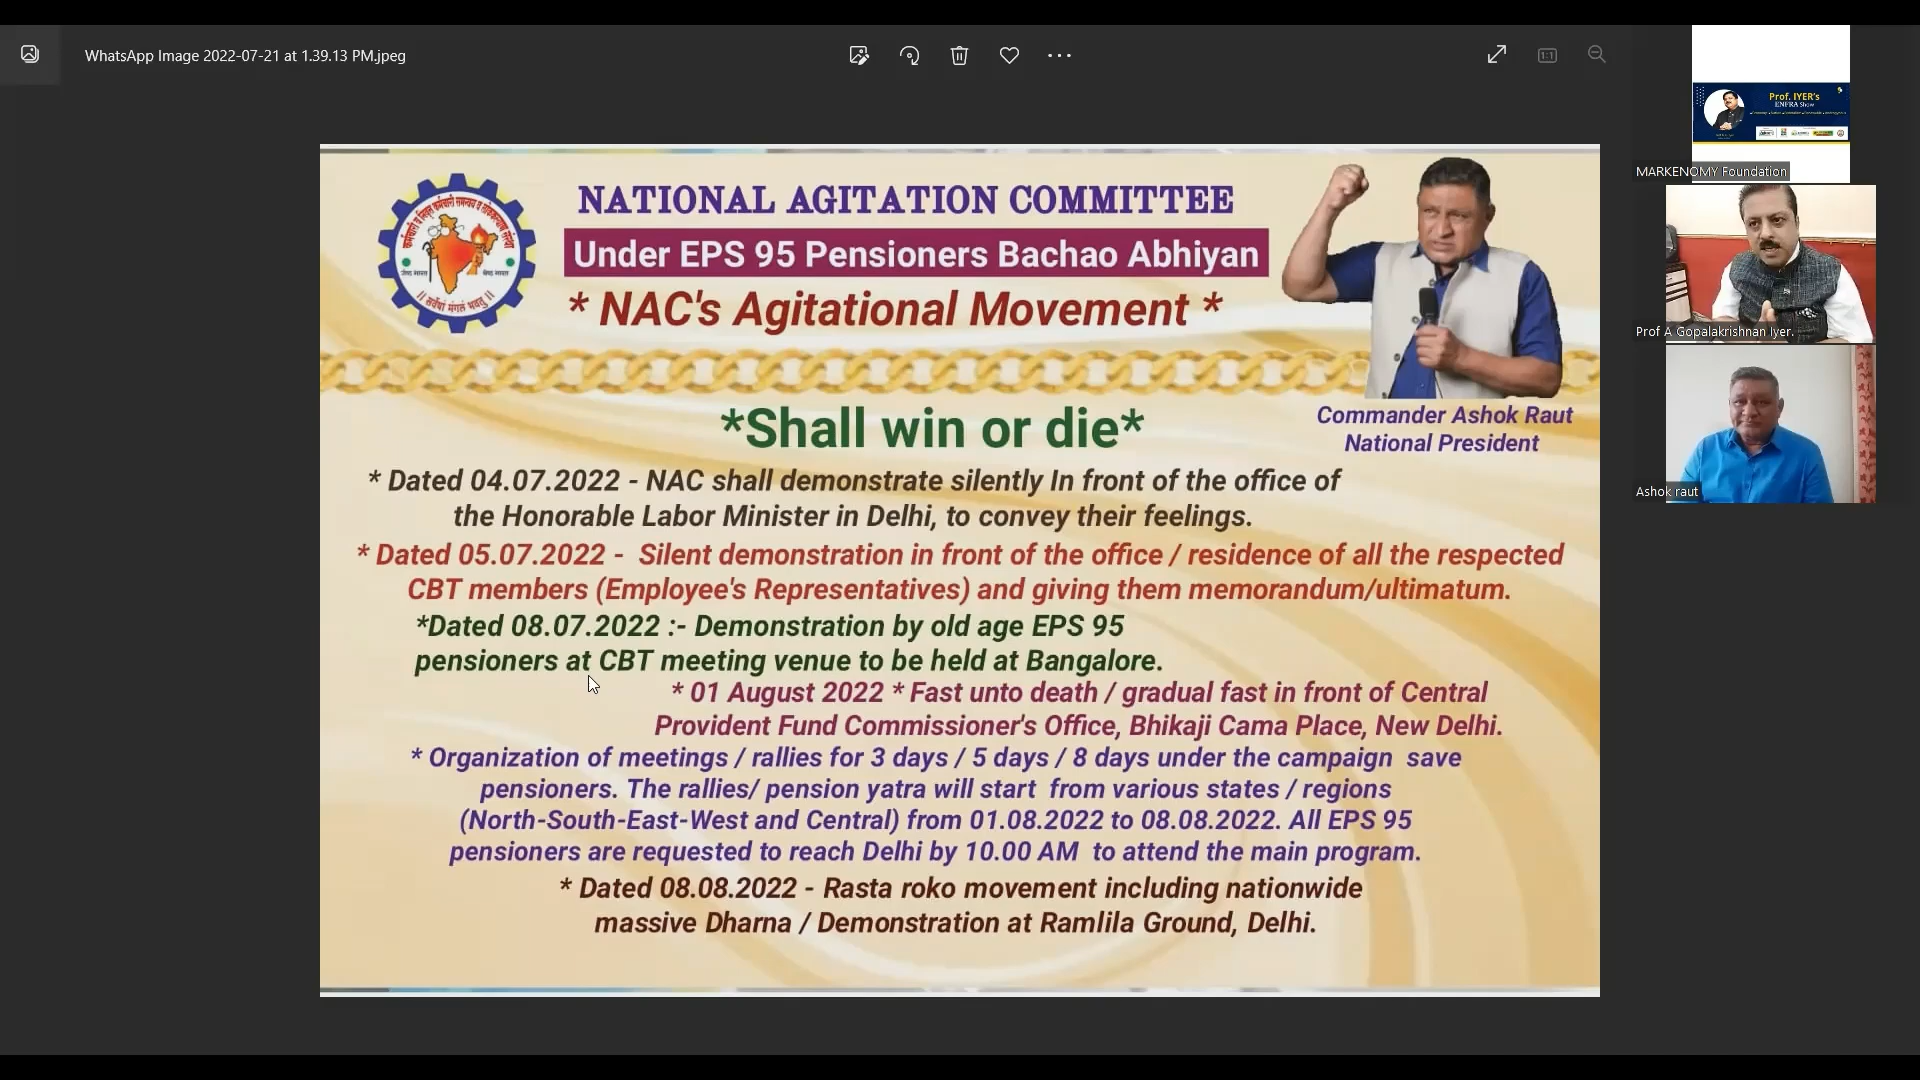 WhatsApp Image 2022-07-21 at 1.39.13 PM.jpeg
NATIONAL AGITATION COMMITTEE
Under EPS 95 Pensioners Bachao Abhiyan
* NAC's Agitational Movement *
*Shall win or die*
Commander Ashok Raut
National President
* Dated 04.07.2022 - NAC shall demonstrate silently In front of the office of
the Honorable Labor Minister in Delhi, to convey their feelings.
* Dated 05.07.2022 - Silent demonstration in front of the office / residence of all the respected
CBT members (Employee's Representatives) and giving them memorandum/ultimatum.
*Dated 08.07.2022 :- Demonstration by old age EPS 95
pensioners at CBT meeting venue to be held at Bangalore.
* 01 August 2022 * Fast unto death / gradual fast in front of Central
Provident Fund Commissioner's Office, Bhikaji Cama Place, New Delhi.
* Organization of meetings / rallies for 3 days / 5 days / 8 days under the campaign save
pensioners. The rallies/ pension yatra will start from various states / regions
(North-South-East-West and Central) from 01.08.2022 to 08.08.2022. All EPS 95
pensioners are requested to reach Delhi by 10.00 AM to attend the main program.
* Dated 08.08.2022 - Rasta roko movement including nationwide
massive Dharna / Demonstration at Ramlila Ground, Delhi.
|| सर्वेषां मंगलं भवतु ||
1:1
Prof. IYER's
ENFRA Show
MARKENOMY Foundation
Prof A Gopalakrishnan Iyer.
Ashok raut